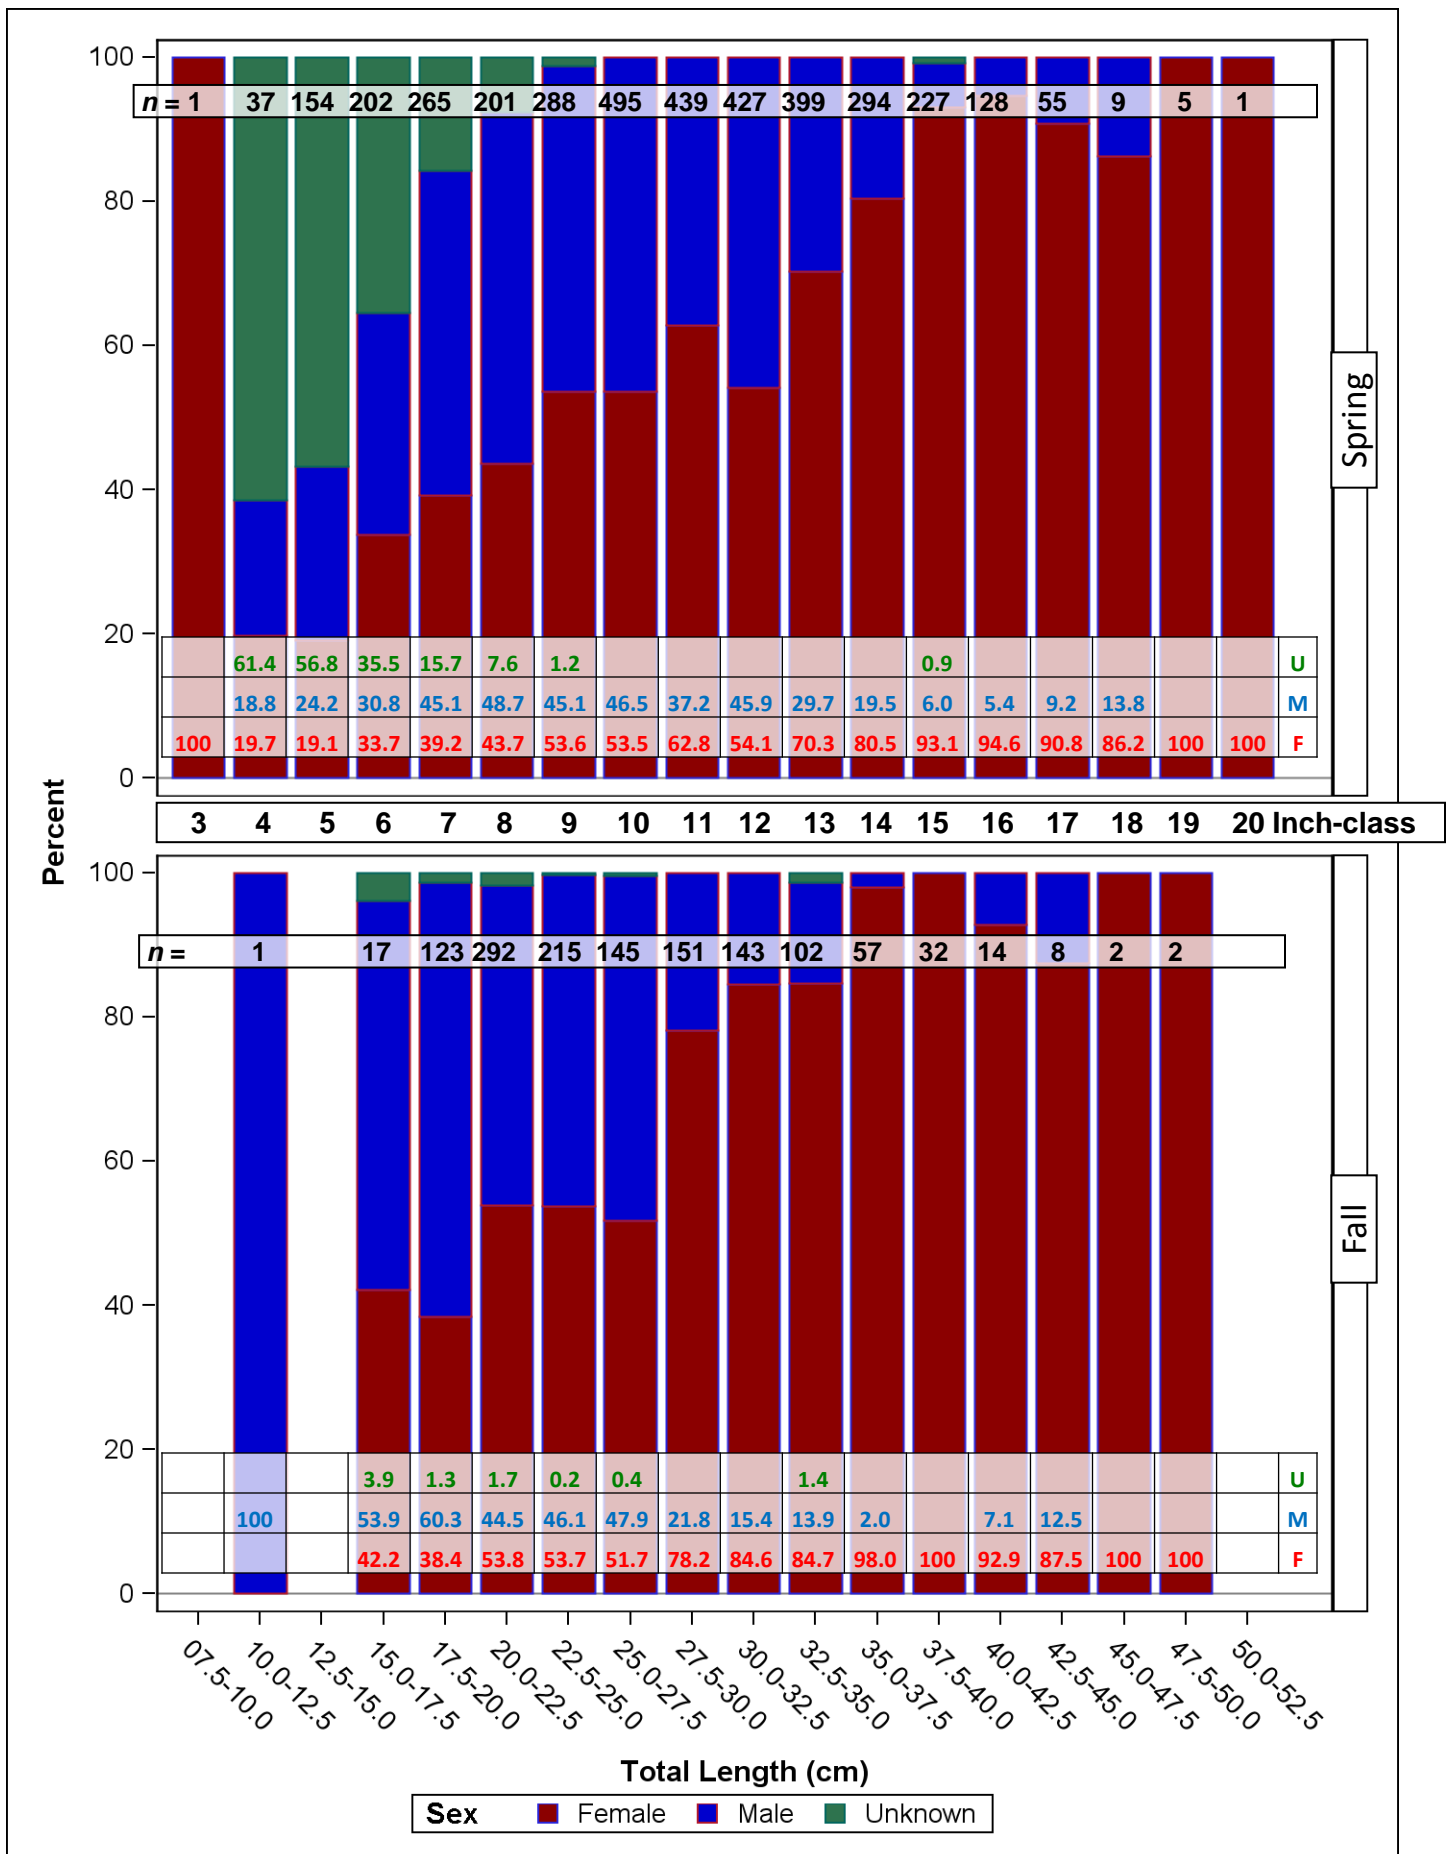 100
n = 1 37 154 202 265 201 288 495 439 427 399 294 227 128 55 9 5 1
80
Spring
60
40
20
61.4 56.8 35.5 15.7 7.6 1.2 0.9 U
18.8 24.2 30.8 45.1 48.7 45.1 46.5 37.2 45.9 29.7 19.5 6.0 5.4 9.2 13.8 M
100 19.7 19.1 33.7 39.2 43.7 53.6 53.5 62.8 54.1 70.3 80.5 93.1 94.6 90.8 86.2 100 100 F
0
Percent
3 4 5 6 7 8 9 10 11 12 13 14 15 16 17 18 19 20 Inch-class
100
n = 1 17 123 292 215 145 151 143 102 57 32 14 8 2 2
80
60
Fall
40
20
3.9 1.3 1.7 0.2 0.4 1.4 U
100 53.9 60.3 44.5 46.1 47.9 21.8 15.4 13.9 2.0 7.1 12.5 M
42.2 38.4 53.8 53.7 51.7 78.2 84.6 84.7 98.0 100 92.9 87.5 100 100 F
0
07.5-10.0 10.0-12.5 12.5-15.0 15.0-17.5 17.5-20.0 20.0-22.5 22.5-25.0 25.0-27.5 27.5-30.0 30.0-32.5 32.5-35.0 35.0-37.5 37.5-40.0 40.0-42.5 42.5-45.0 45.0-47.5 47.5-50.0 50.0-52.5
Total Length (cm)
Sex Female Male Unknown